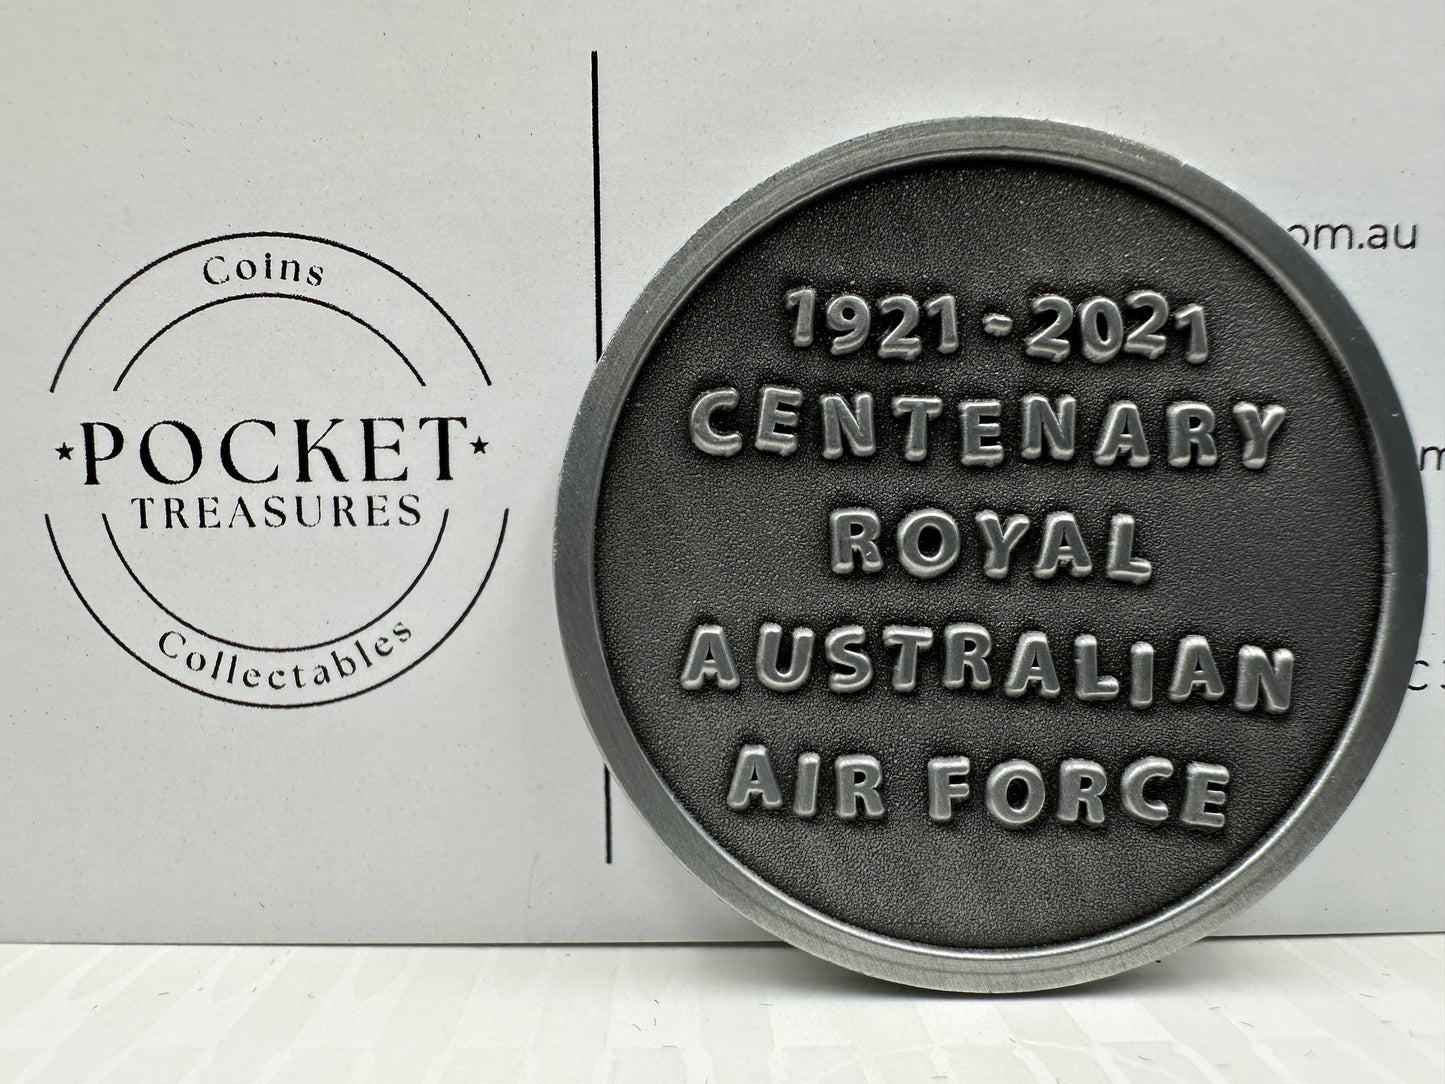 Coins
POCKET
TREASURES
Collectables
om.au
1921 - 2021
CENTENARY
ROYAL
AUSTRALIAN
AIR FORCE